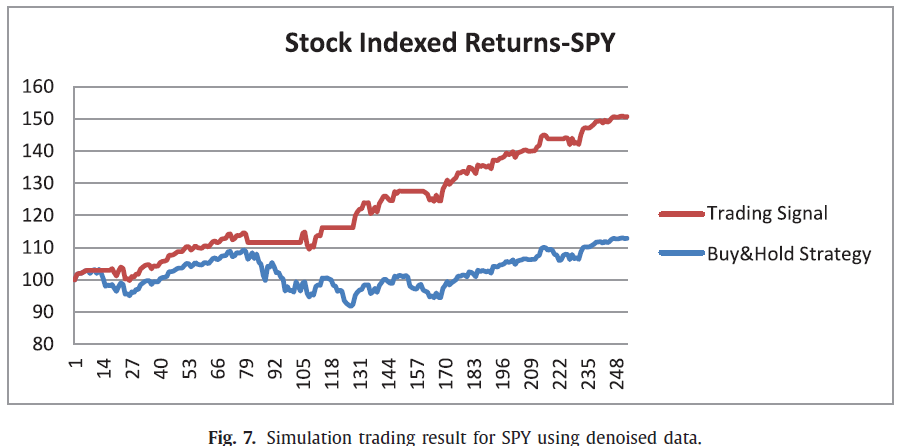 Stock Indexed Returns-SPY
160
150
140
130
120
110
100
90
80
1 14 27 40 53 66 79 92 105 118 131 144 157 170 183 196 209 222 235 248
Trading Signal
Buy&Hold Strategy
Fig. 7. Simulation trading result for SPY using denoised data.